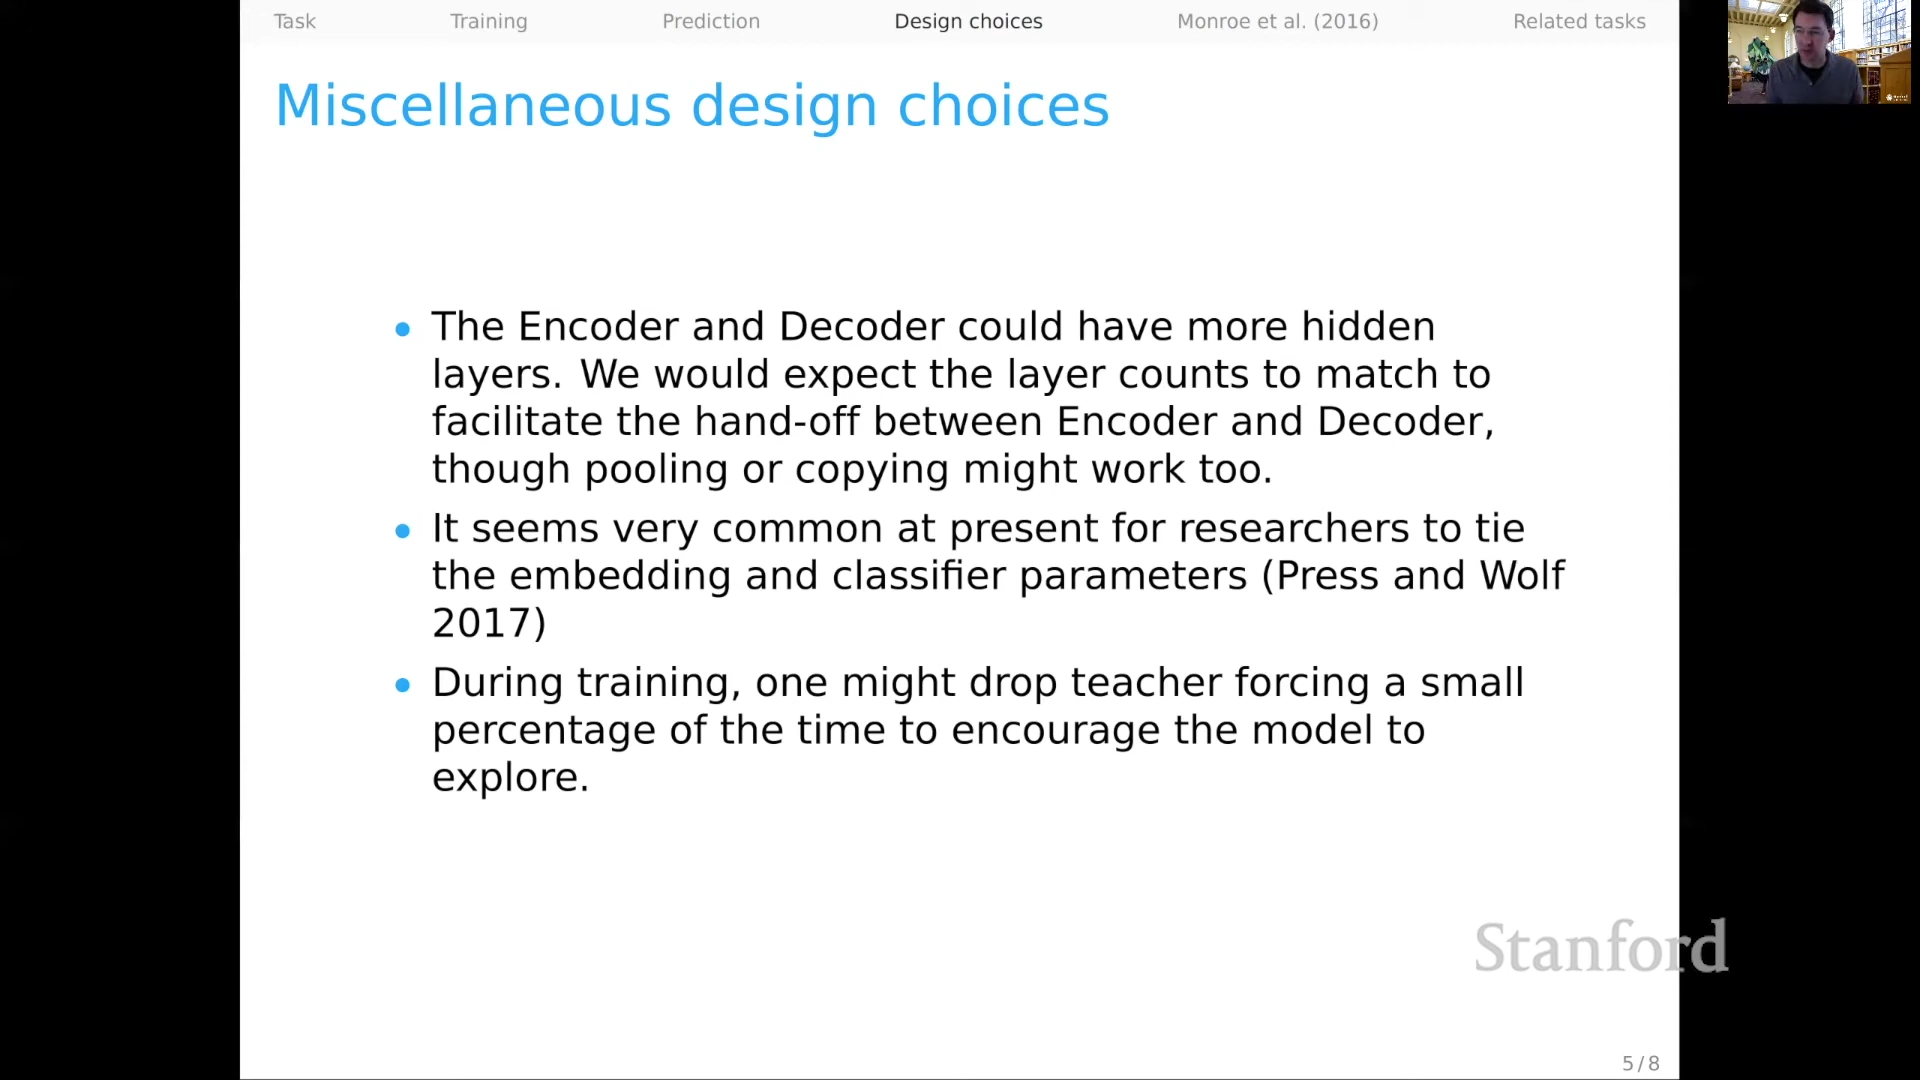 Task Training Prediction Design choices Monroe et al. (2016) Related tasks
Miscellaneous design choices
• The Encoder and Decoder could have more hidden
layers. We would expect the layer counts to match to
facilitate the hand-off between Encoder and Decoder,
though pooling or copying might work too.
• It seems very common at present for researchers to tie
the embedding and classifier parameters (Press and Wolf
2017)
• During training, one might drop teacher forcing a small
percentage of the time to encourage the model to
explore.
Stanford
5/8